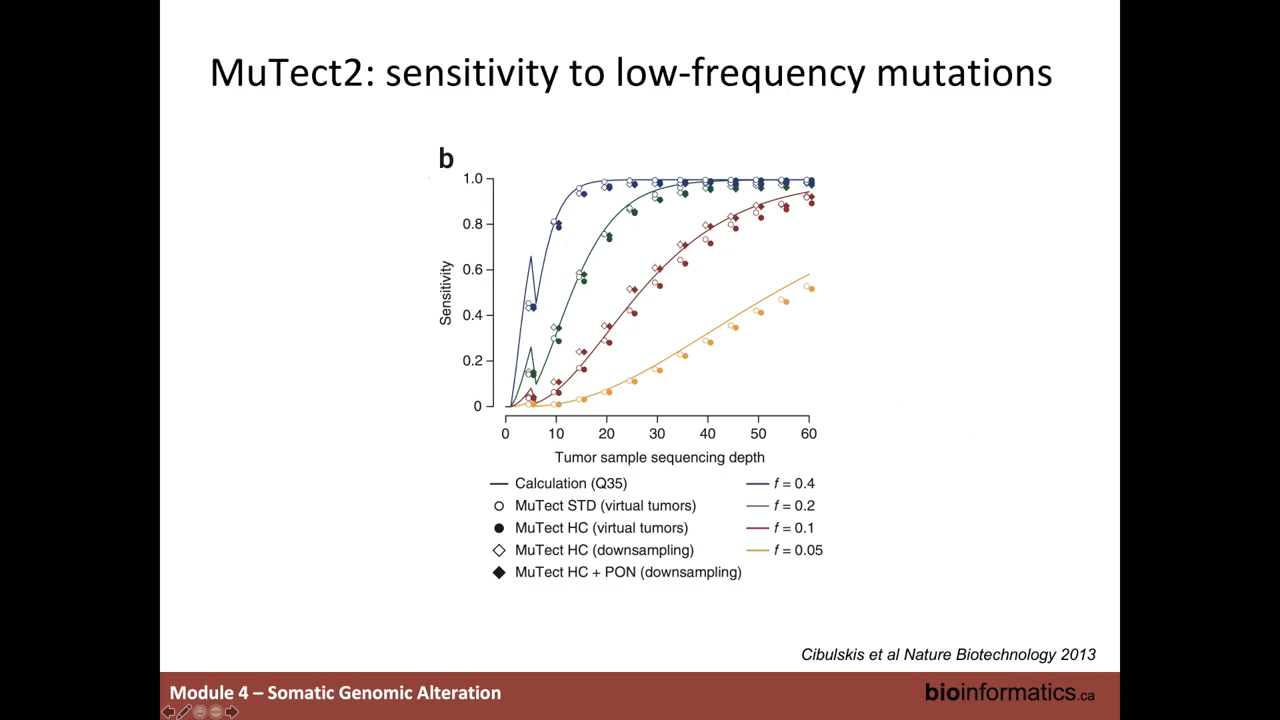 MuTect2: sensitivity to low-frequency mutations
b
1.0
0.8
0.6
0.4
0.2
0
Sensitivity
0 10 20 30 40 50 60
Tumor sample sequencing depth
Calculation (Q35)
MuTect STD (virtual tumors)
MuTect HC (virtual tumors)
MuTect HC (downsampling)
MuTect HC + PON (downsampling)
f = 0.4
f = 0.2
f = 0.1
f = 0.05
Cibulskis et al Nature Biotechnology 2013
Module 4 – Somatic Genomic Alteration
bioinformatics.ca